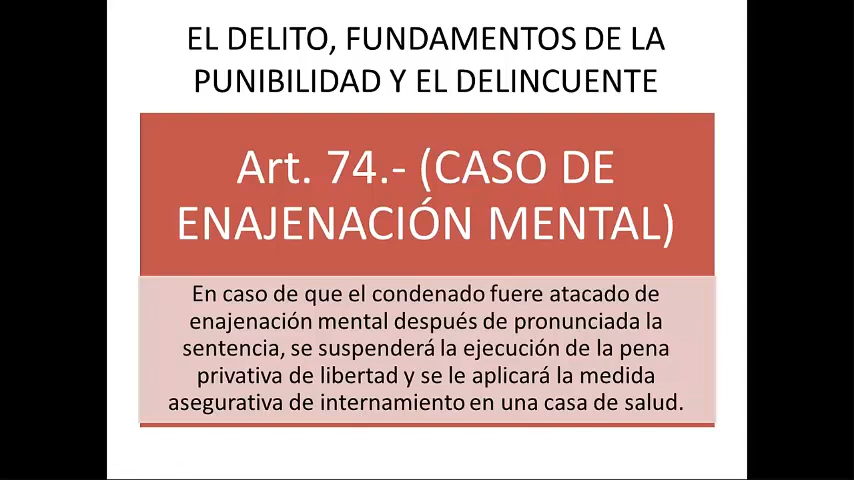 EL DELITO, FUNDAMENTOS DE LA
PUNIBILIDAD Y EL DELINCUENTE
Art. 74.- (CASO DE
ENAJENACIÓN MENTAL)
En caso de que el condenado fuere atacado de
enajenación mental después de pronunciada la
sentencia, se suspenderá la ejecución de la pena
privativa de libertad y se le aplicará la medida
asegurativa de internamiento en una casa de salud.